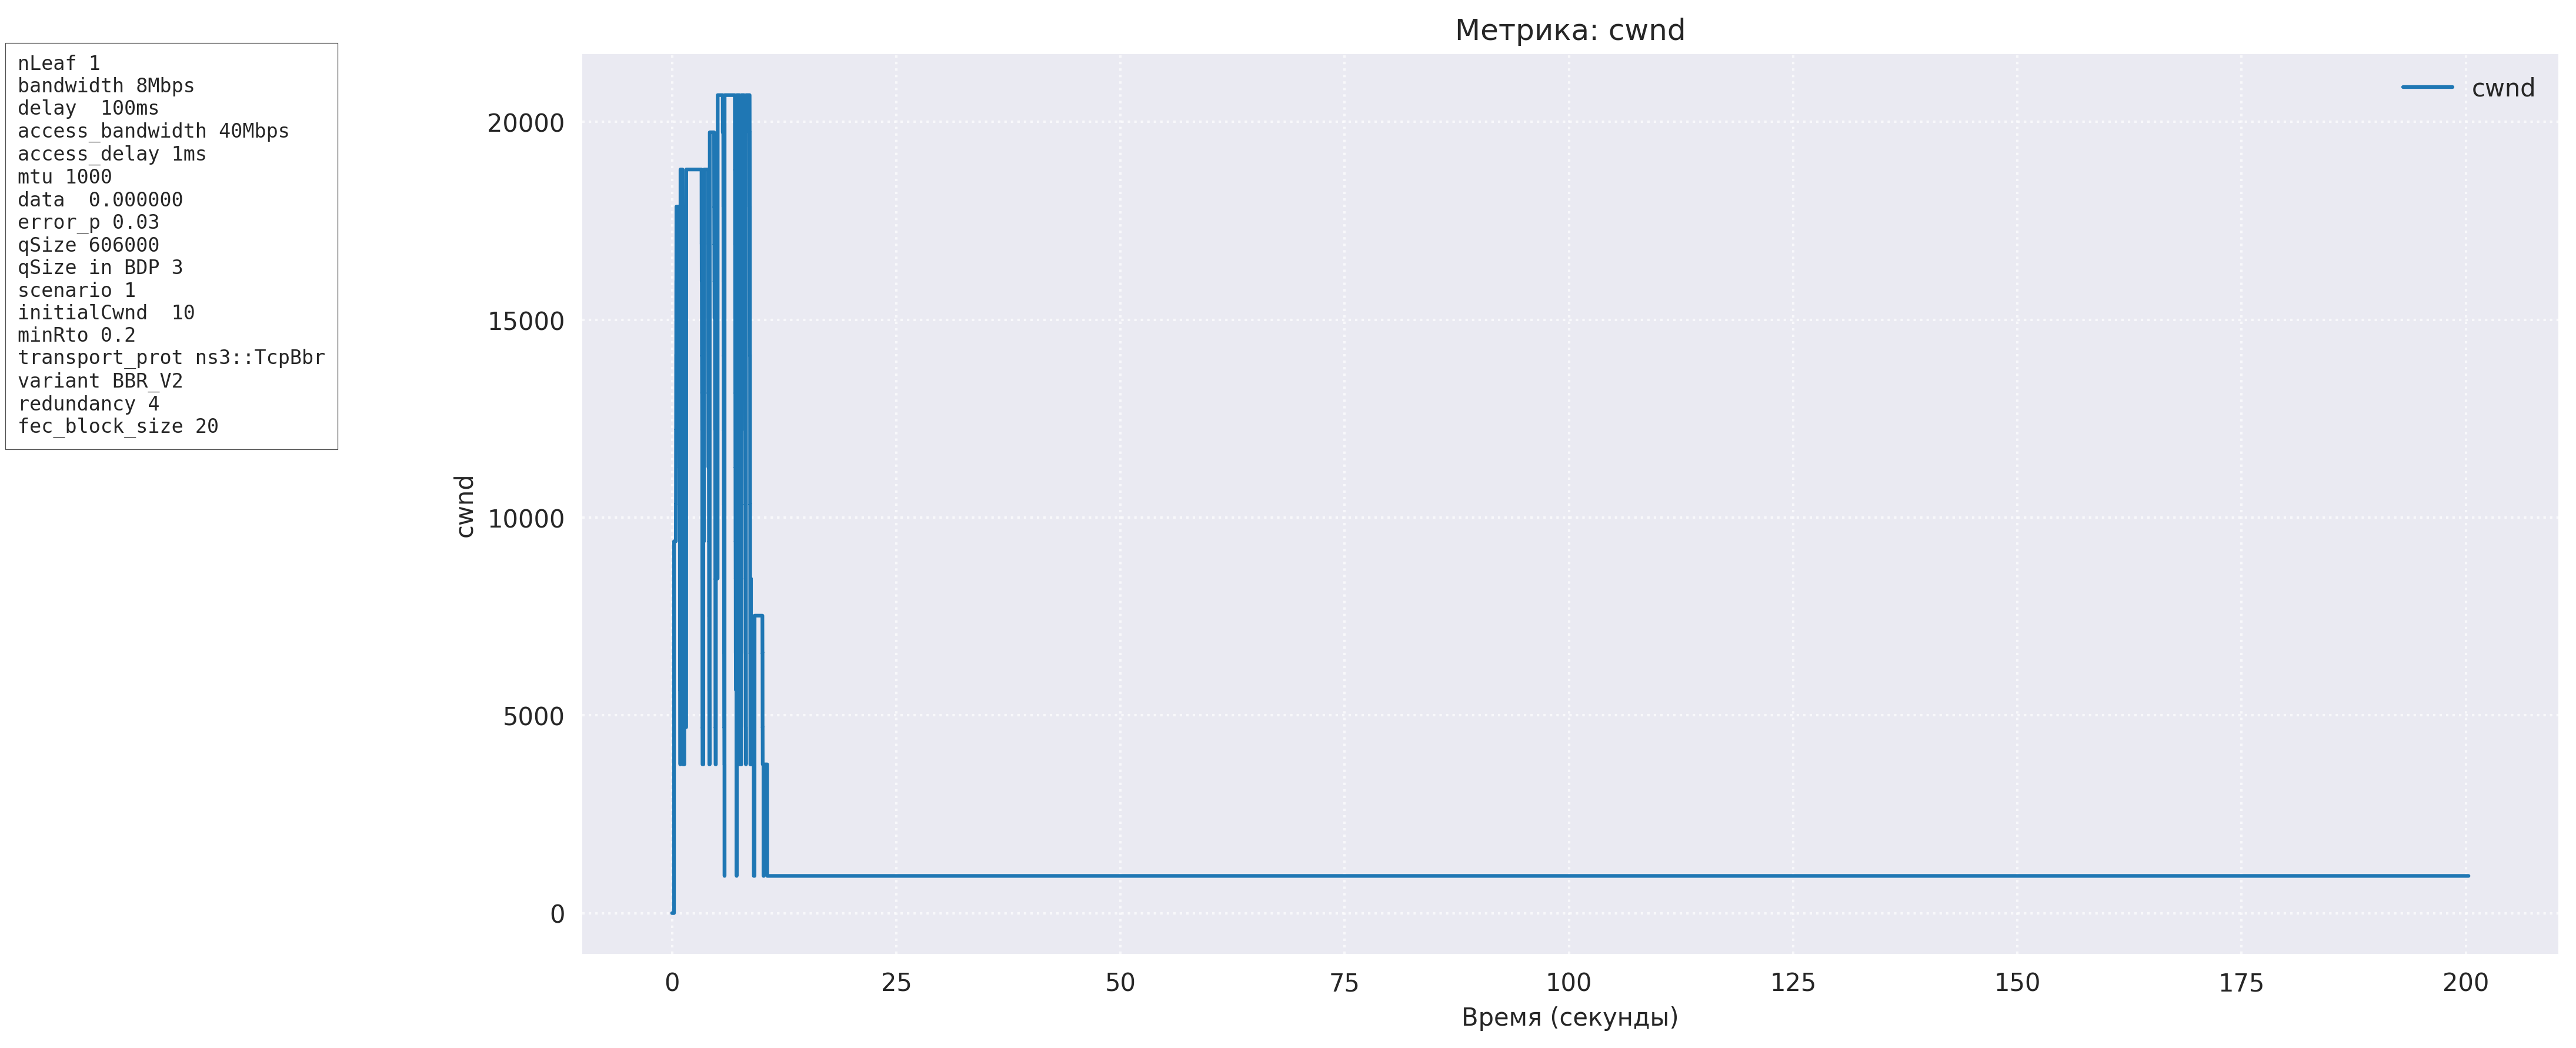 Метрика: cwnd
nLeaf 1
bandwidth 8Mbps
delay  100ms
access_bandwidth 40Mbps
access_delay 1ms
mtu 1000
data  0.000000
error_p 0.03
qSize 606000
qSize in BDP 3
scenario 1
initialCwnd  10
minRto 0.2
transport_prot ns3::TcpBbr
variant BBR_V2
redundancy 4
fec_block_size 20
cwnd
cwnd
20000
15000
10000
5000
0
0 25 50 75 100 125 150 175 200
Время (секунды)